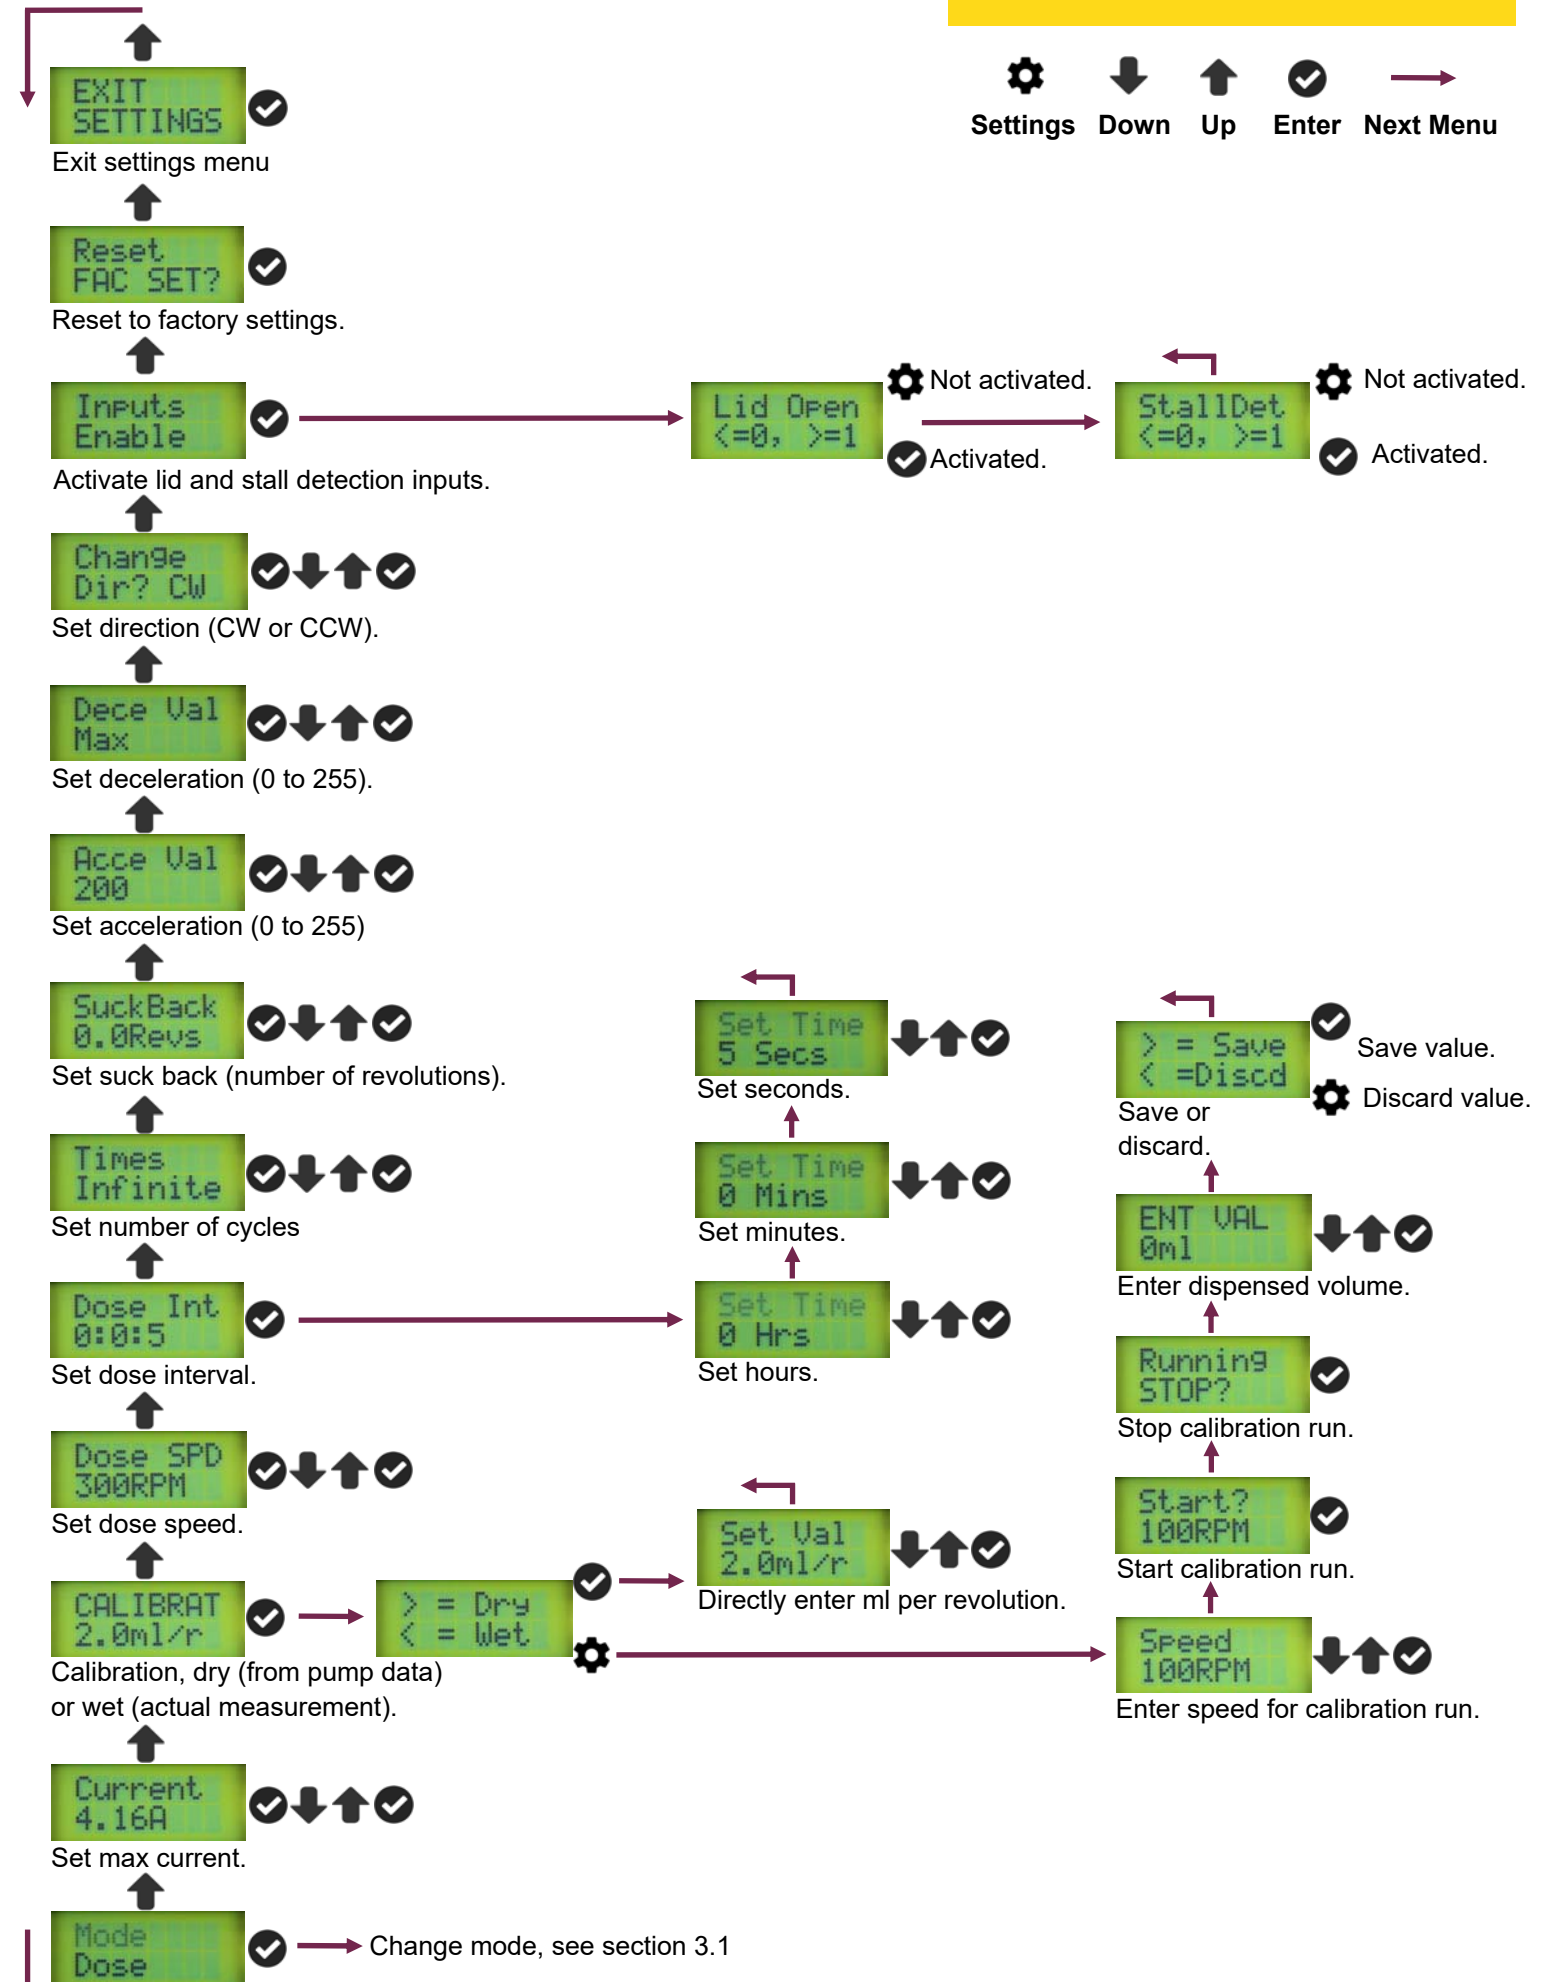 Settings Down Up Enter Next Menu
EXIT
SETTINGS
Exit settings menu
Reset
FAC SET?
Reset to factory settings.
Inputs
Enable
Activate lid and stall detection inputs.
Lid Open
<=0, >=1
Not activated.
Activated.
StallDet
<=0, >=1
Not activated.
Activated.
Change
Dir? CW
Set direction (CW or CCW).
Dece Val
Max
Set deceleration (0 to 255).
Acce Val
200
Set acceleration (0 to 255)
SuckBack
0.0Revs
Set suck back (number of revolutions).
Times
Infinite
Set number of cycles
Dose Int
0:0:5
Set dose interval.
Set Time
5 Secs
Set seconds.
Set Time
0 Mins
Set minutes.
Set Time
0 Hrs
Set hours.
Dose SPD
300RPM
Set dose speed.
CALIBRAT
2.0ml/r
Calibration, dry (from pump data)
or wet (actual measurement).
> = Dry
< = Wet
Set Val
2.0ml/r
Directly enter ml per revolution.
> = Save
< =Discd
Save or
discard.
Save value.
Discard value.
ENT VAL
0ml
Enter dispensed volume.
Running
STOP?
Stop calibration run.
Start?
100RPM
Start calibration run.
Speed
100RPM
Enter speed for calibration run.
Current
4.16A
Set max current.
Mode
Dose
Change mode, see section 3.1